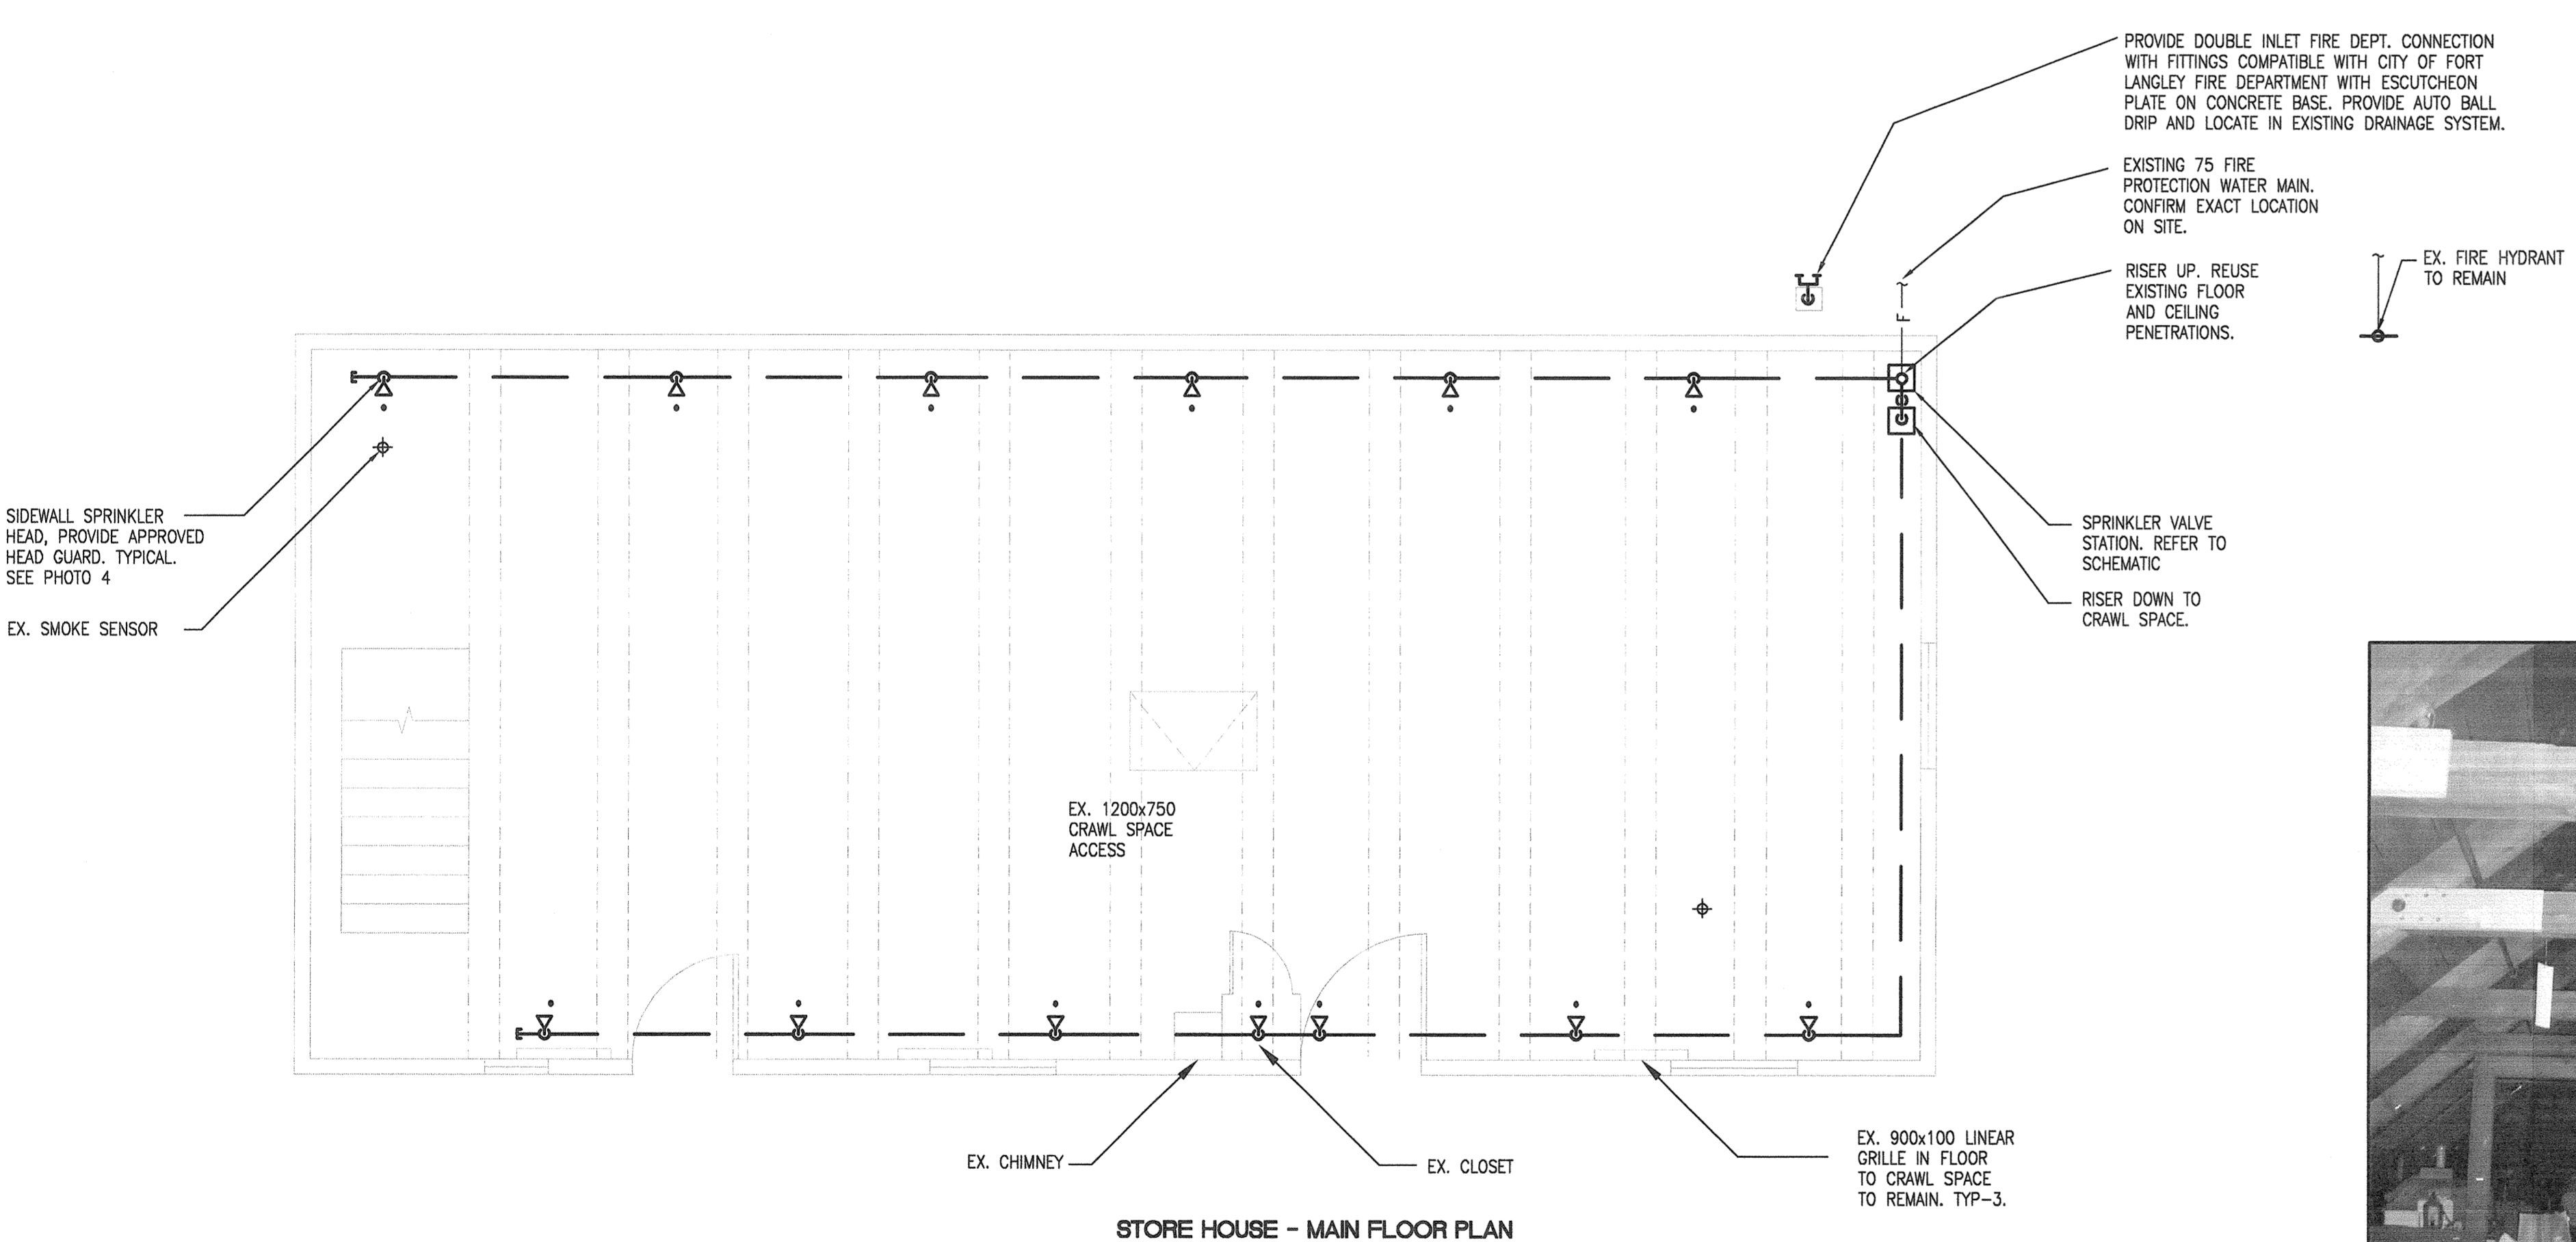 PROVIDE DOUBLE INLET FIRE DEPT. CONNECTION
WITH FITTINGS COMPATIBLE WITH CITY OF FORT
LANGLEY FIRE DEPARTMENT WITH ESCUTCHEON
PLATE ON CONCRETE BASE. PROVIDE AUTO BALL
DRIP AND LOCATE IN EXISTING DRAINAGE SYSTEM.
EXISTING 75 FIRE
PROTECTION WATER MAIN.
CONFIRM EXACT LOCATION
ON SITE.
RISER UP. REUSE
EXISTING FLOOR
AND CEILING
PENETRATIONS.
EX. FIRE HYDRANT
TO REMAIN
F
SIDEWALL SPRINKLER
HEAD, PROVIDE APPROVED
HEAD GUARD. TYPICAL.
SEE PHOTO 4
EX. SMOKE SENSOR
SPRINKLER VALVE
STATION. REFER TO
SCHEMATIC
RISER DOWN TO
CRAWL SPACE.
EX. 1200x750
CRAWL SPACE
ACCESS
EX. CHIMNEY
EX. CLOSET
EX. 900x100 LINEAR
GRILLE IN FLOOR
TO CRAWL SPACE
TO REMAIN. TYP-3.
STORE HOUSE - MAIN FLOOR PLAN